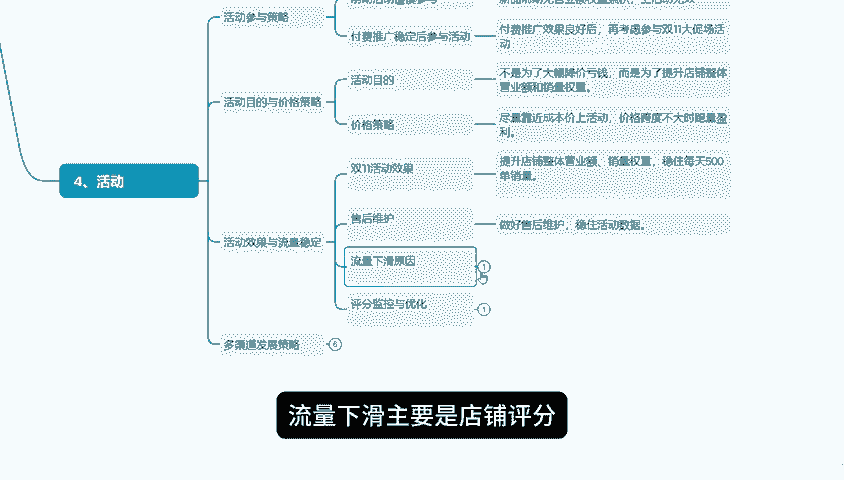 活动参与策略
付费推广稳定后参与活动
付费推广效果良好后，再考虑参与双11大促场活
动
活动目的与价格策略
活动目的
不是为了大幅降价亏钱，而是为了提升店铺整体
营业额和销量权重。
价格策略
尽量靠近成本价上活动，价格跨度不大时跑量盈
利。
4、活动
活动效果与流量稳定
双11活动效果
提升店铺整体营业额、销量权重，稳住每天500
单销量。
售后维护
做好售后维护，稳住活动数据。
流量下滑原因
1
评分监控与优化
1
多渠道发展策略
6
流量下滑主要是店铺评分